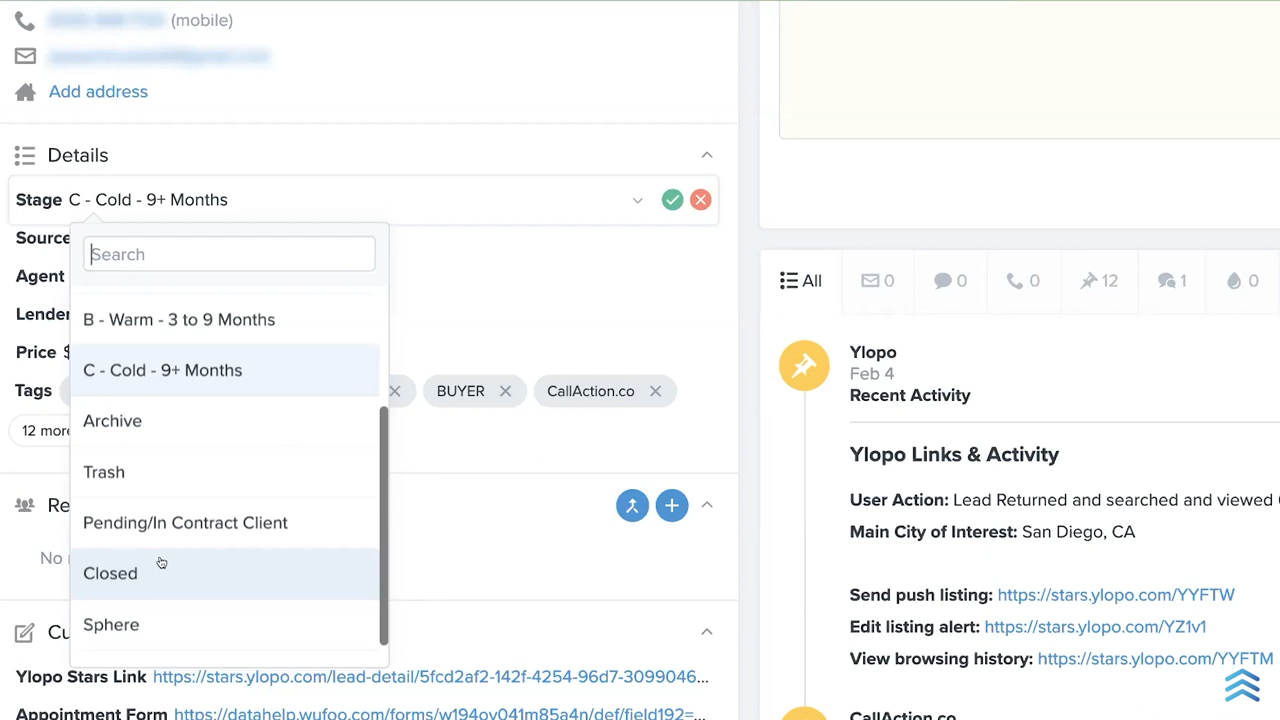 (mobile)
Add address
Details
Stage C - Cold - 9+ Months
Search
Source
Agent
Lender
Price $
Tags
BUYER
CallAction.co
12 more
B - Warm - 3 to 9 Months
C - Cold - 9+ Months
Archive
Trash
Pending/In Contract Client
Closed
Sphere
Re
No
Cu
Ylopo Stars Link https://stars.ylopo.com/lead-detail/5fcd2af2-142f-4254-96d7-3099046...
Appointment Form https://datahelp.wufoo.com/forms/w194ov041m85a4n/def/field192=...
All
0
0
0
12
1
0
Ylopo
Feb 4
Recent Activity
Ylopo Links & Activity
User Action: Lead Returned and searched and viewed
Main City of Interest: San Diego, CA
Send push listing: https://stars.ylopo.com/YYFTW
Edit listing alert: https://stars.ylopo.com/YZ1v1
View browsing history: https://stars.ylopo.com/YYFTM
CallAction.co